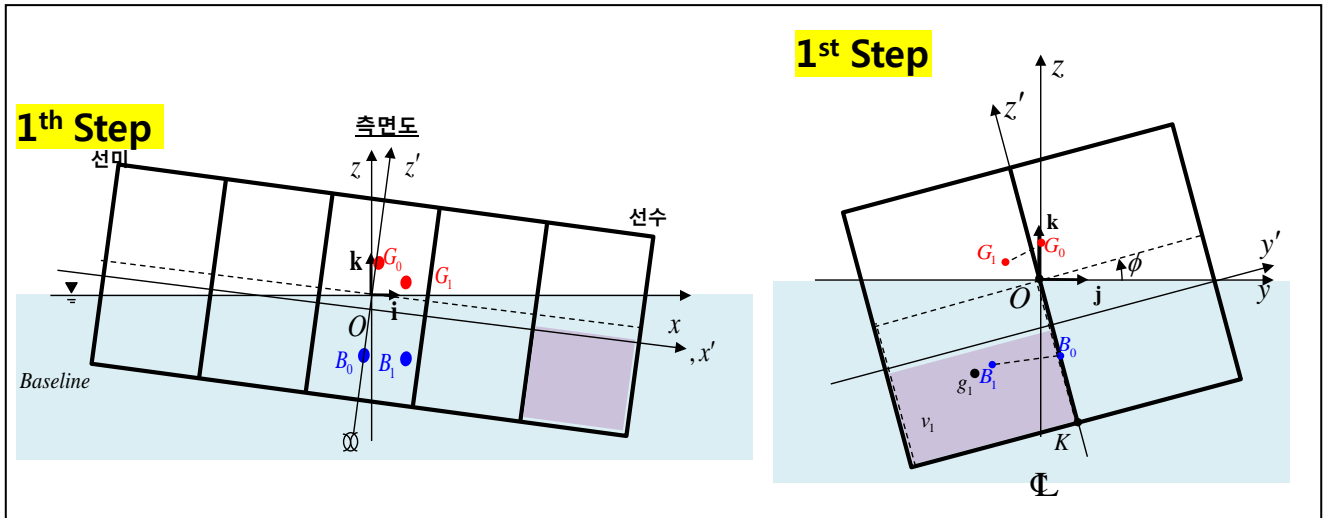 1th Step
측면도
선미
z
z′
선수
k
G0
G1
i
O
x
, x′
B0
B1
Baseline
1st Step
z
z′
k
G1
G0
y′
ϕ
O
j
y
B0
B1
g1
v1
K
℄